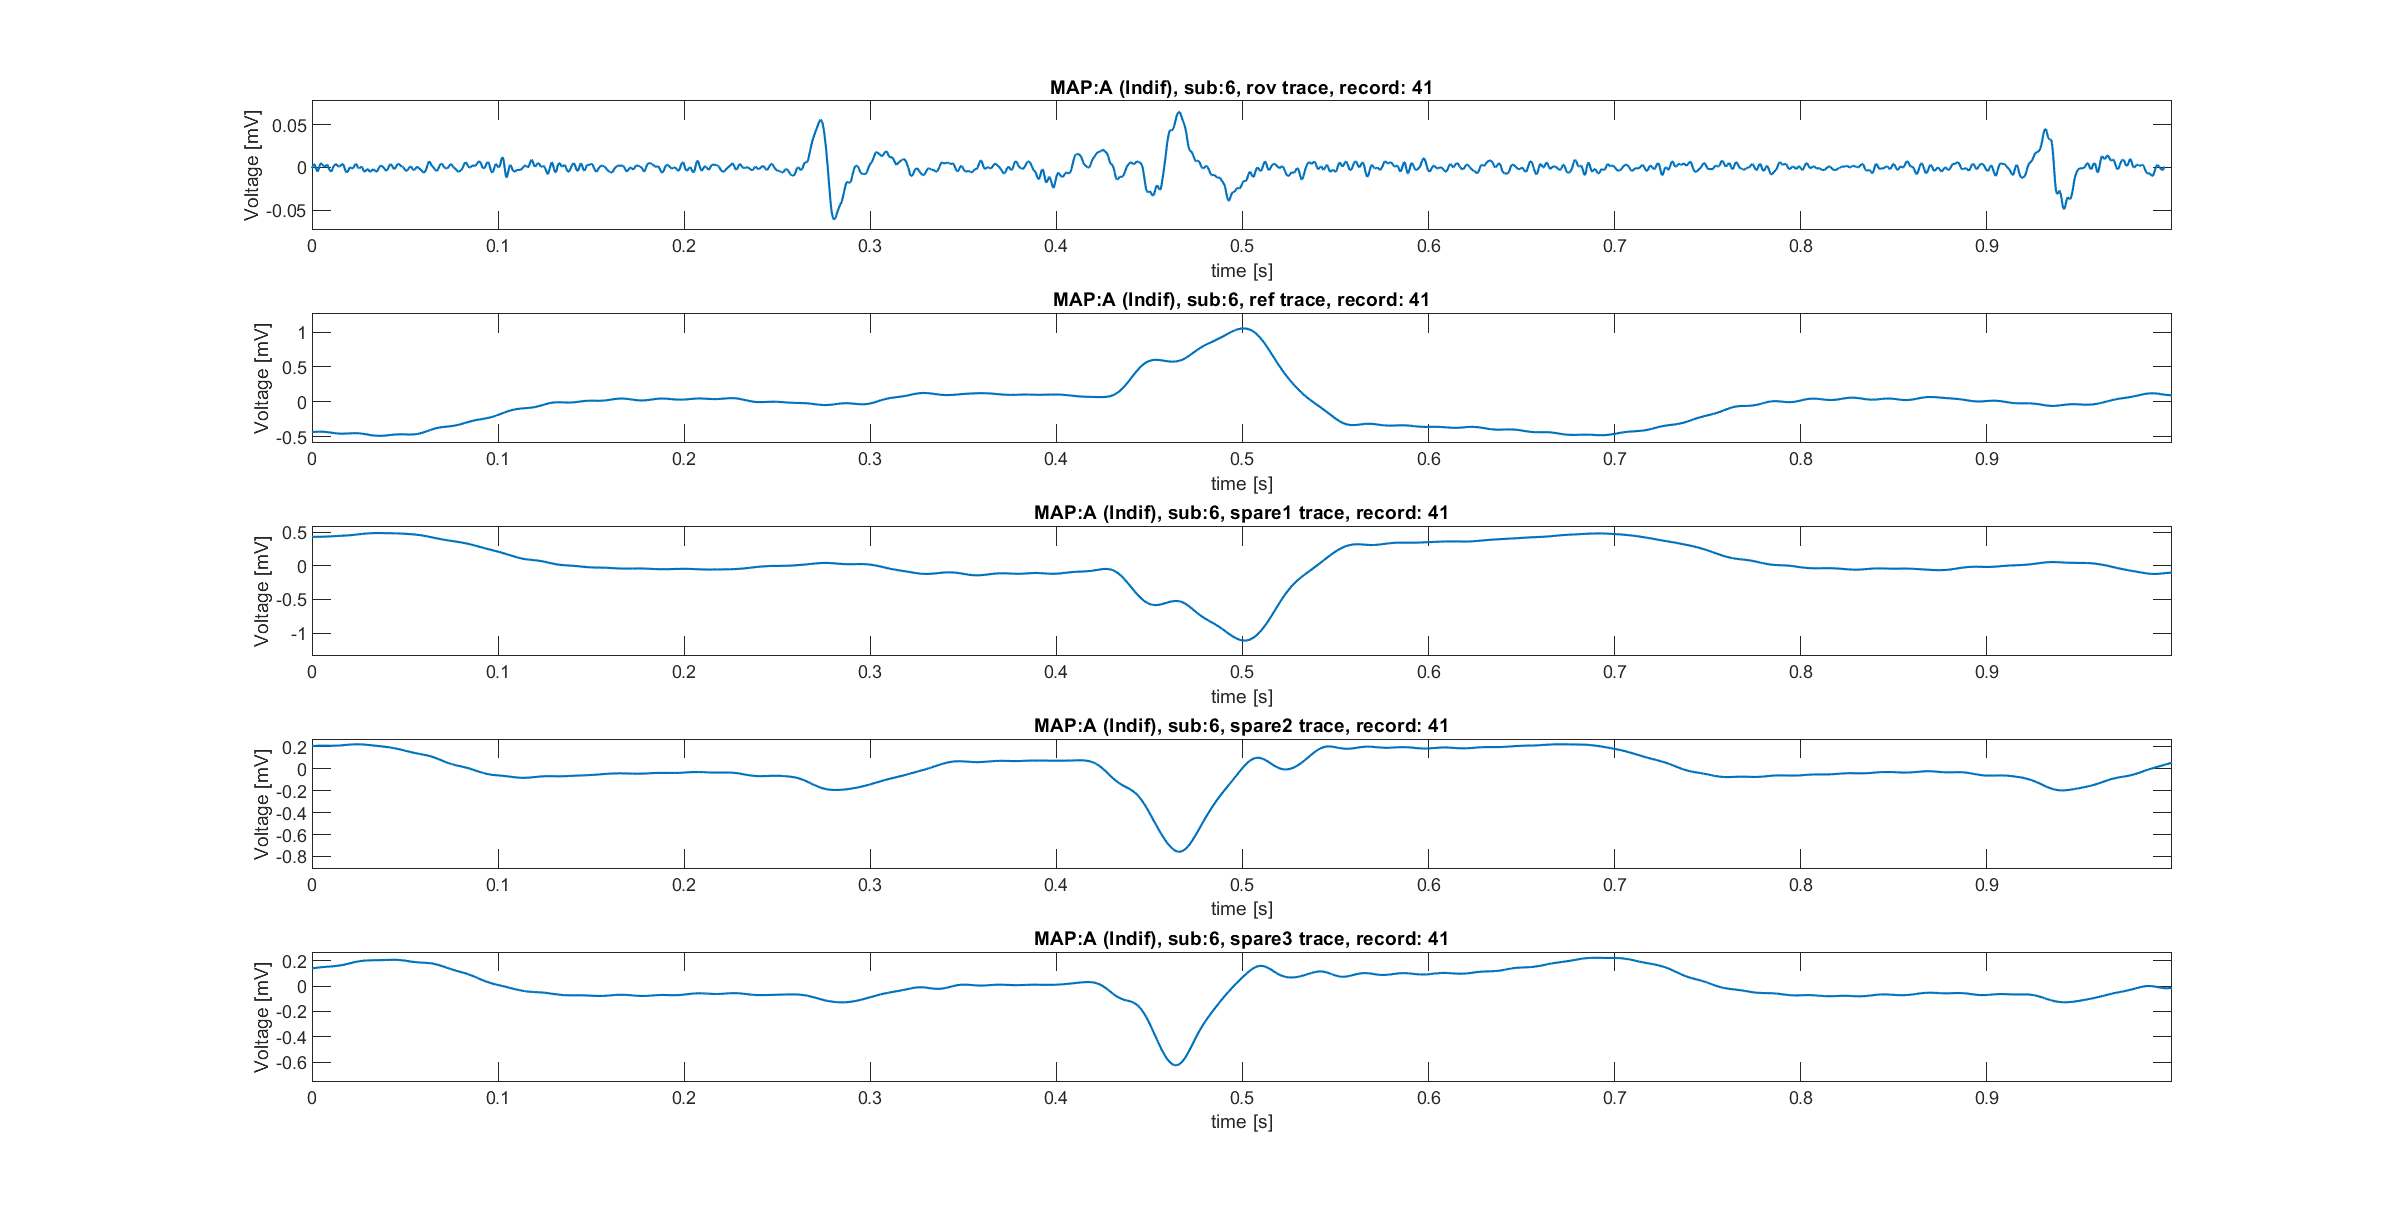 MAP:A (Indif), sub:6, rov trace, record: 41
Voltage [mV]
0.05
0
-0.05
0 0.1 0.2 0.3 0.4 0.5 0.6 0.7 0.8 0.9
time [s]
MAP:A (Indif), sub:6, ref trace, record: 41
Voltage [mV]
1
0.5
0
-0.5
0 0.1 0.2 0.3 0.4 0.5 0.6 0.7 0.8 0.9
time [s]
MAP:A (Indif), sub:6, spare1 trace, record: 41
Voltage [mV]
0.5
0
-0.5
-1
0 0.1 0.2 0.3 0.4 0.5 0.6 0.7 0.8 0.9
time [s]
MAP:A (Indif), sub:6, spare2 trace, record: 41
Voltage [mV]
0.2
0
-0.2
-0.4
-0.6
-0.8
0 0.1 0.2 0.3 0.4 0.5 0.6 0.7 0.8 0.9
time [s]
MAP:A (Indif), sub:6, spare3 trace, record: 41
Voltage [mV]
0.2
0
-0.2
-0.4
-0.6
0 0.1 0.2 0.3 0.4 0.5 0.6 0.7 0.8 0.9
time [s]